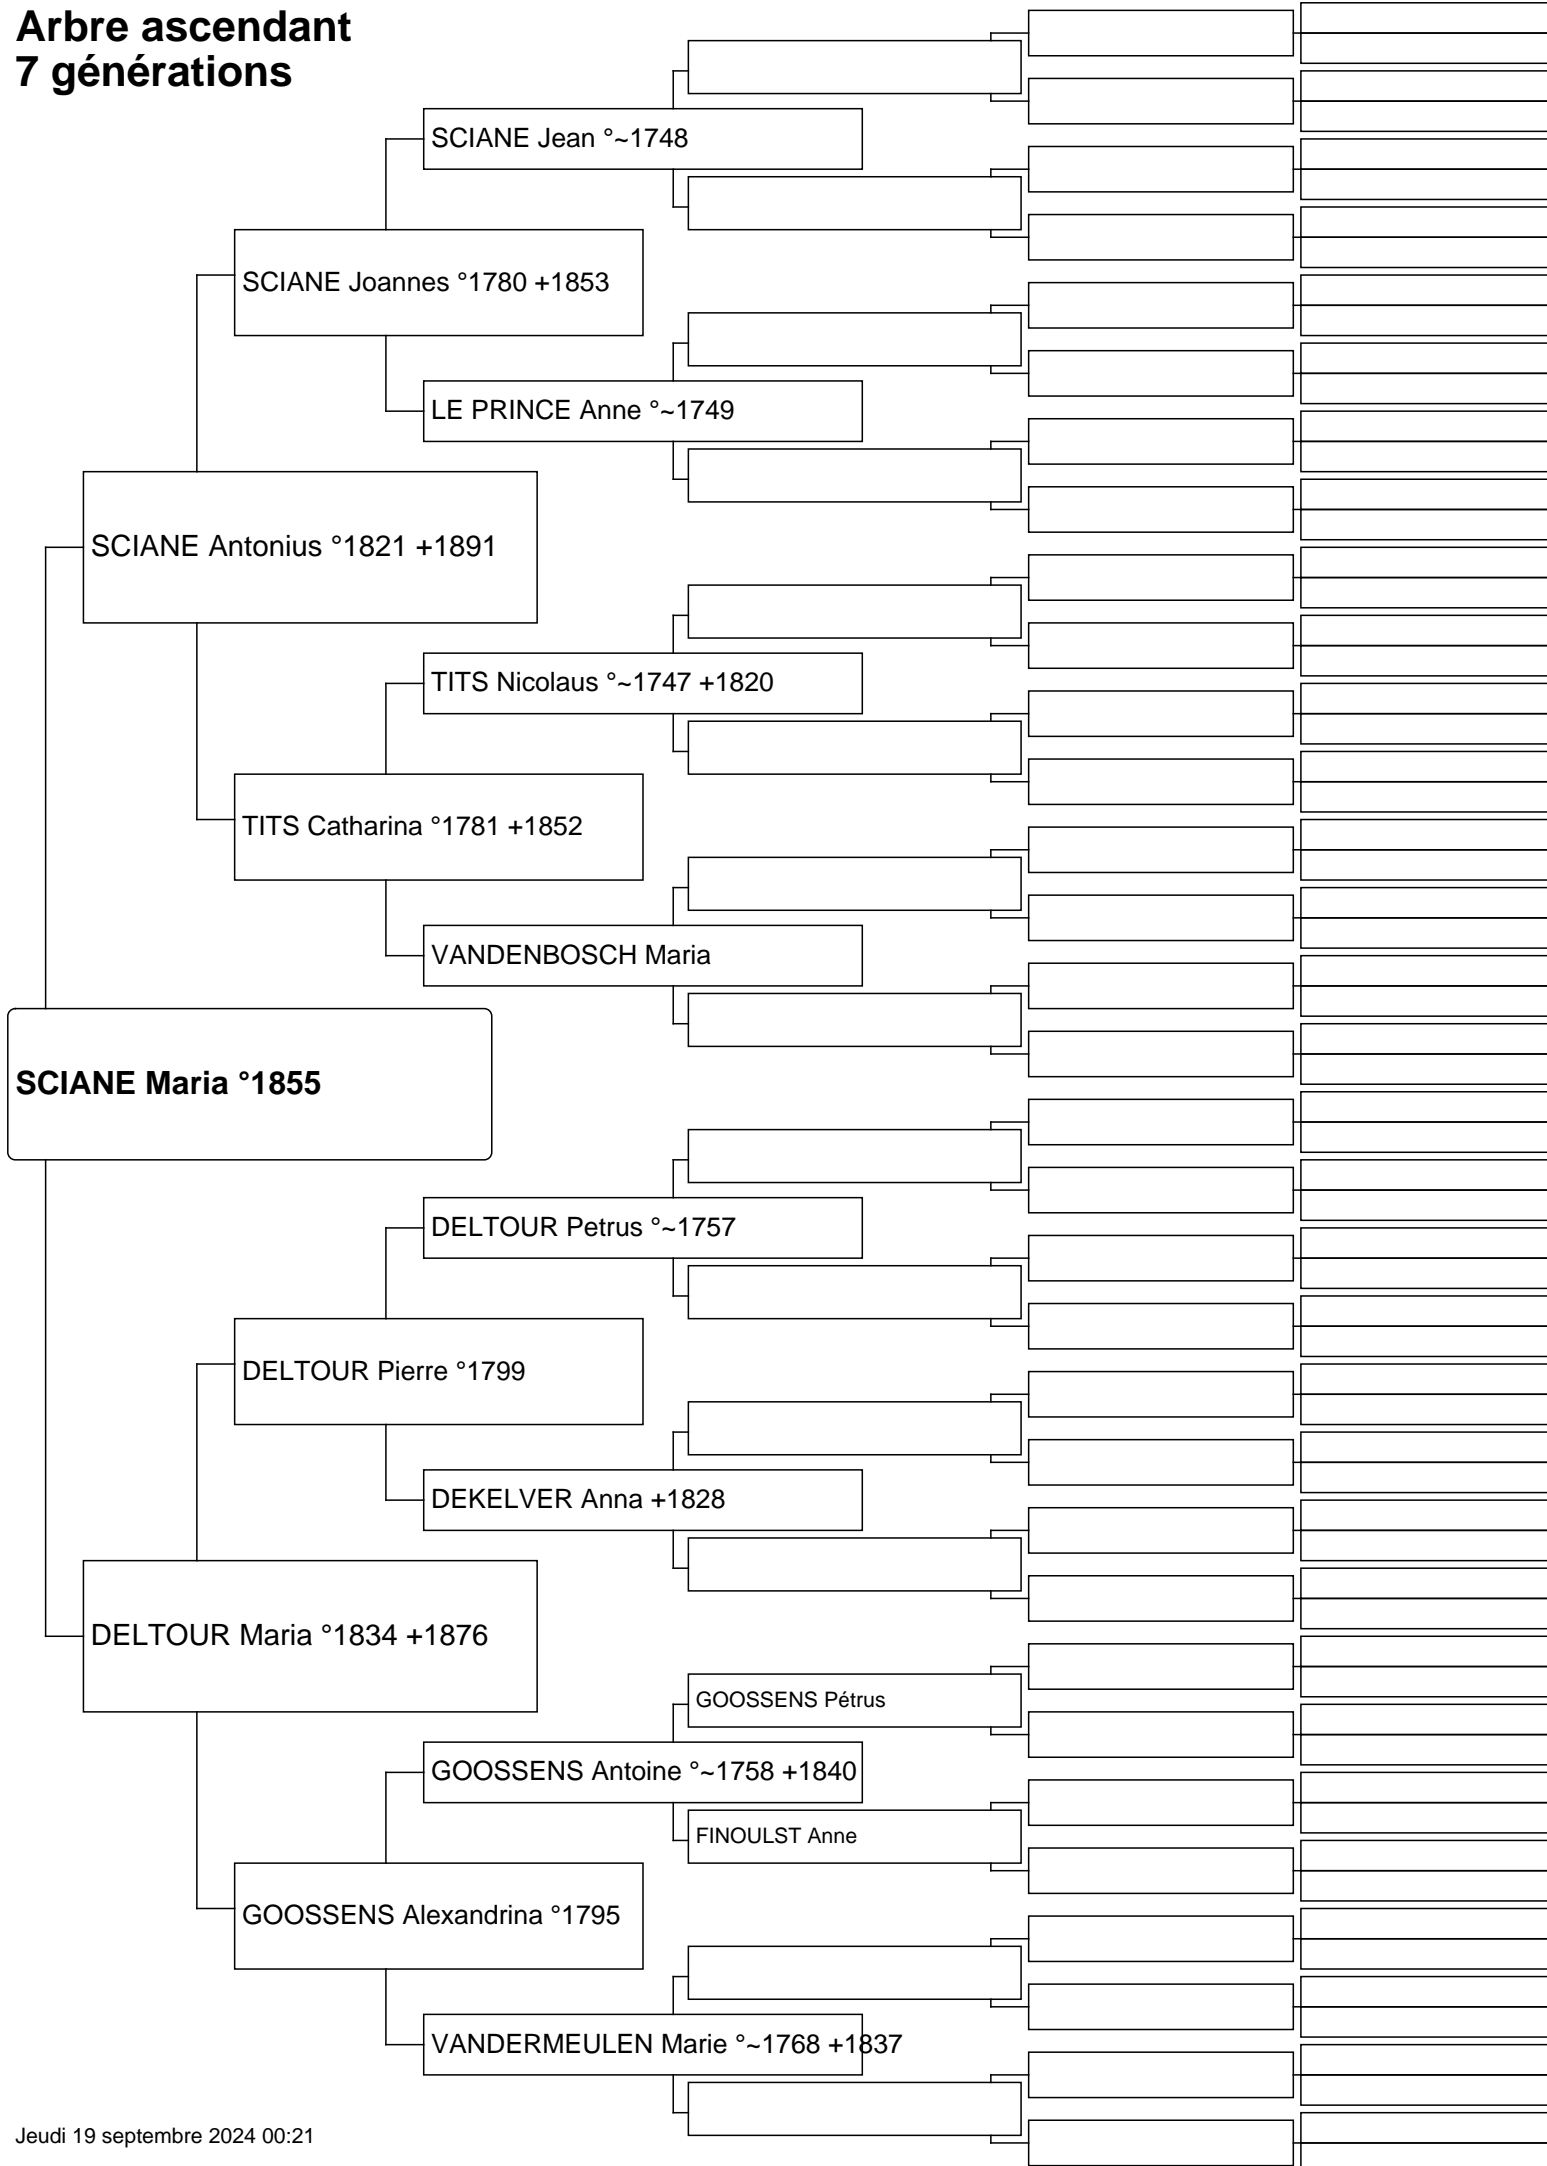 Arbre ascendant
7 générations
SCIANE Jean °~1748
SCIANE Joannes °1780 +1853
LE PRINCE Anne °~1749
SCIANE Antonius °1821 +1891
TITS Nicolaus °~1747 +1820
TITS Catharina °1781 +1852
VANDENBOSCH Maria
SCIANE Maria °1855
DELTOUR Petrus °~1757
DELTOUR Pierre °1799
DEKELVER Anna +1828
DELTOUR Maria °1834 +1876
GOOSSENS Pétrus
GOOSSENS Antoine °~1758 +1840
FINOULST Anne
GOOSSENS Alexandrina °1795
VANDERMEULEN Marie °~1768 +1837
Jeudi 19 septembre 2024 00:21